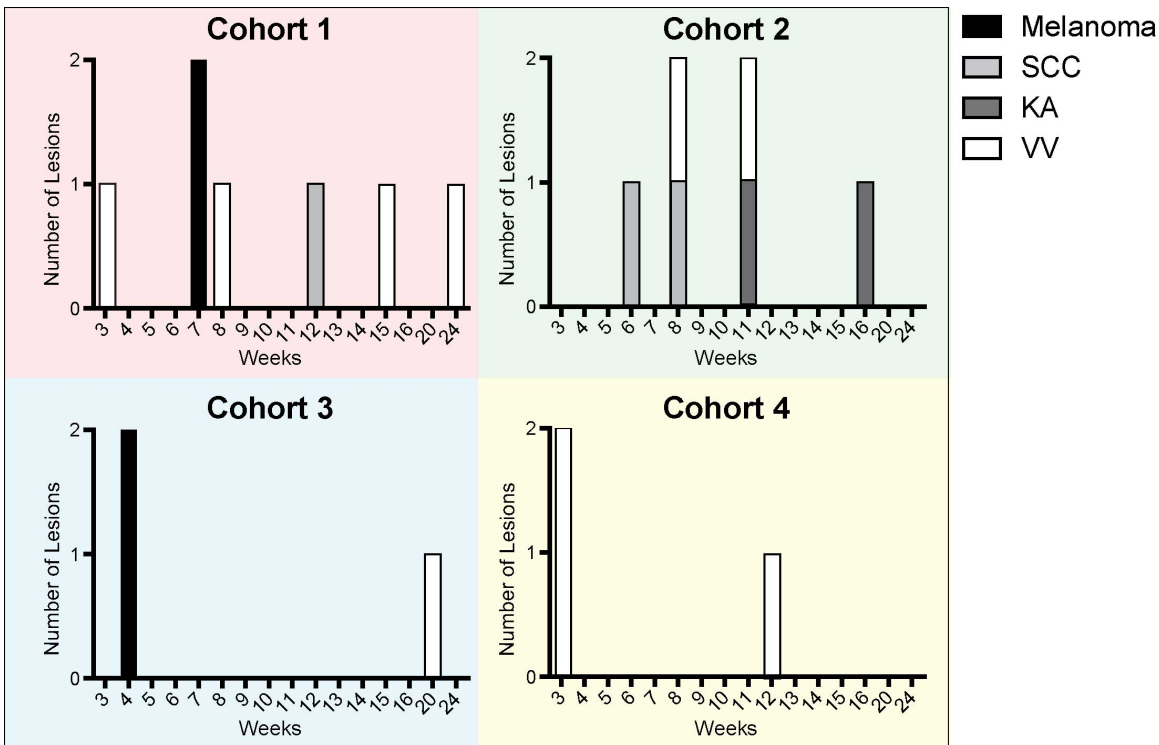 Cohort 1
Number of Lesions
2
1
0
3 4 5 6 7 8 9 10 11 12 13 14 15 16 20 24
Weeks
Cohort 2
Number of Lesions
2
1
0
3 4 5 6 7 8 9 10 11 12 13 14 15 16 20 24
Weeks
Melanoma
SCC
KA
VV
Cohort 3
Number of Lesions
2
1
0
3 4 5 6 7 8 9 10 11 12 13 14 15 16 20 24
Weeks
Cohort 4
Number of Lesions
2
1
0
3 4 5 6 7 8 9 10 11 12 13 14 15 16 20 24
Weeks